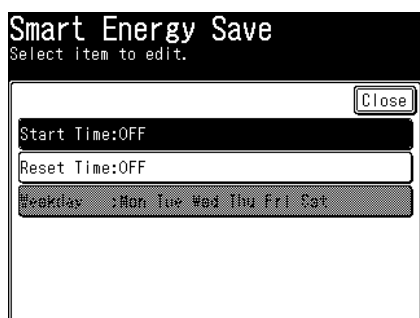 Smart Energy Save
Select item to edit.
Close
Start Time:OFF
Reset Time:OFF
Weekday :Mon Tue Wed Thu Fri Sat